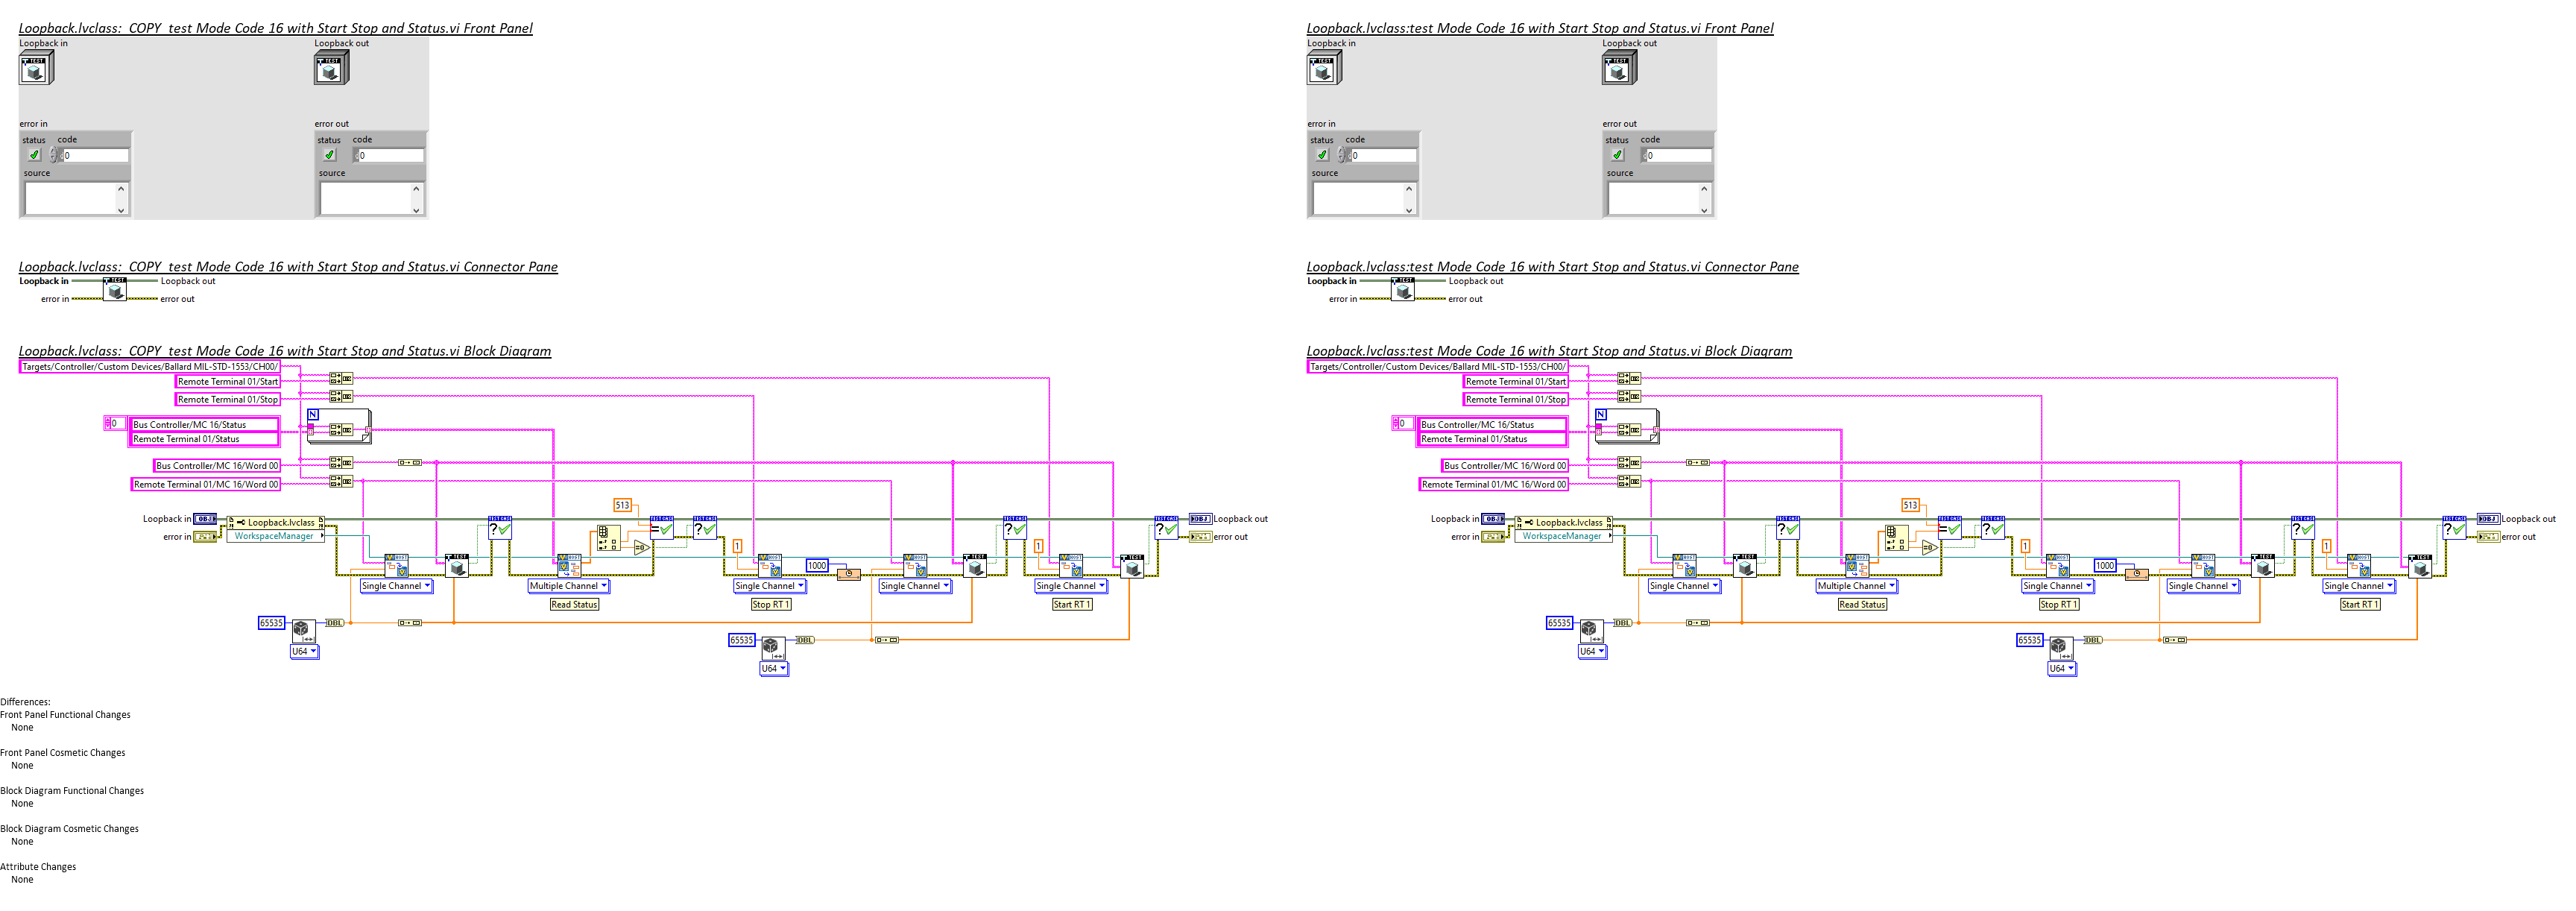 Loopback.lvclass:  COPY  test Mode Code 16 with Start Stop and Status.vi Front Panel
Loopback in
Loopback out
TEST
TEST
error in
error out
status
code
status
code
0
0
source
source
Loopback.lvclass:  COPY  test Mode Code 16 with Start Stop and Status.vi Connector Pane
Loopback in
TEST
Loopback out
error in
error out
Loopback.lvclass:  COPY  test Mode Code 16 with Start Stop and Status.vi Block Diagram
Targets/Controller/Custom Devices/Ballard MIL-STD-1553/CH00/
Remote Terminal 01/Start
Remote Terminal 01/Stop
N
0
Bus Controller/MC 16/Status
Remote Terminal 01/Status
Bus Controller/MC 16/Word 00
Remote Terminal 01/MC 16/Word 00
513
Loopback in
OBJ
Loopback.lvclass
OBJ
Loopback out
error in
WorkspaceManager
error out
1
1
1000
Single Channel
Multiple Channel
Single Channel
Single Channel
Single Channel
Read Status
Stop RT 1
Start RT 1
65535
DBL
65535
DBL
U64
U64
Loopback.lvclass:test Mode Code 16 with Start Stop and Status.vi Front Panel
Loopback in
Loopback out
TEST
TEST
error in
error out
status
code
status
code
0
0
source
source
Loopback.lvclass:test Mode Code 16 with Start Stop and Status.vi Connector Pane
Loopback in
TEST
Loopback out
error in
error out
Loopback.lvclass:test Mode Code 16 with Start Stop and Status.vi Block Diagram
Targets/Controller/Custom Devices/Ballard MIL-STD-1553/CH00/
Remote Terminal 01/Start
Remote Terminal 01/Stop
N
0
Bus Controller/MC 16/Status
Remote Terminal 01/Status
Bus Controller/MC 16/Word 00
Remote Terminal 01/MC 16/Word 00
513
Loopback in
OBJ
Loopback.lvclass
OBJ
Loopback out
error in
WorkspaceManager
error out
1
1
1000
Single Channel
Multiple Channel
Single Channel
Single Channel
Single Channel
Read Status
Stop RT 1
Start RT 1
65535
DBL
65535
DBL
U64
U64
Differences:
Front Panel Functional Changes
None
Front Panel Cosmetic Changes
None
Block Diagram Functional Changes
None
Block Diagram Cosmetic Changes
None
Attribute Changes
None